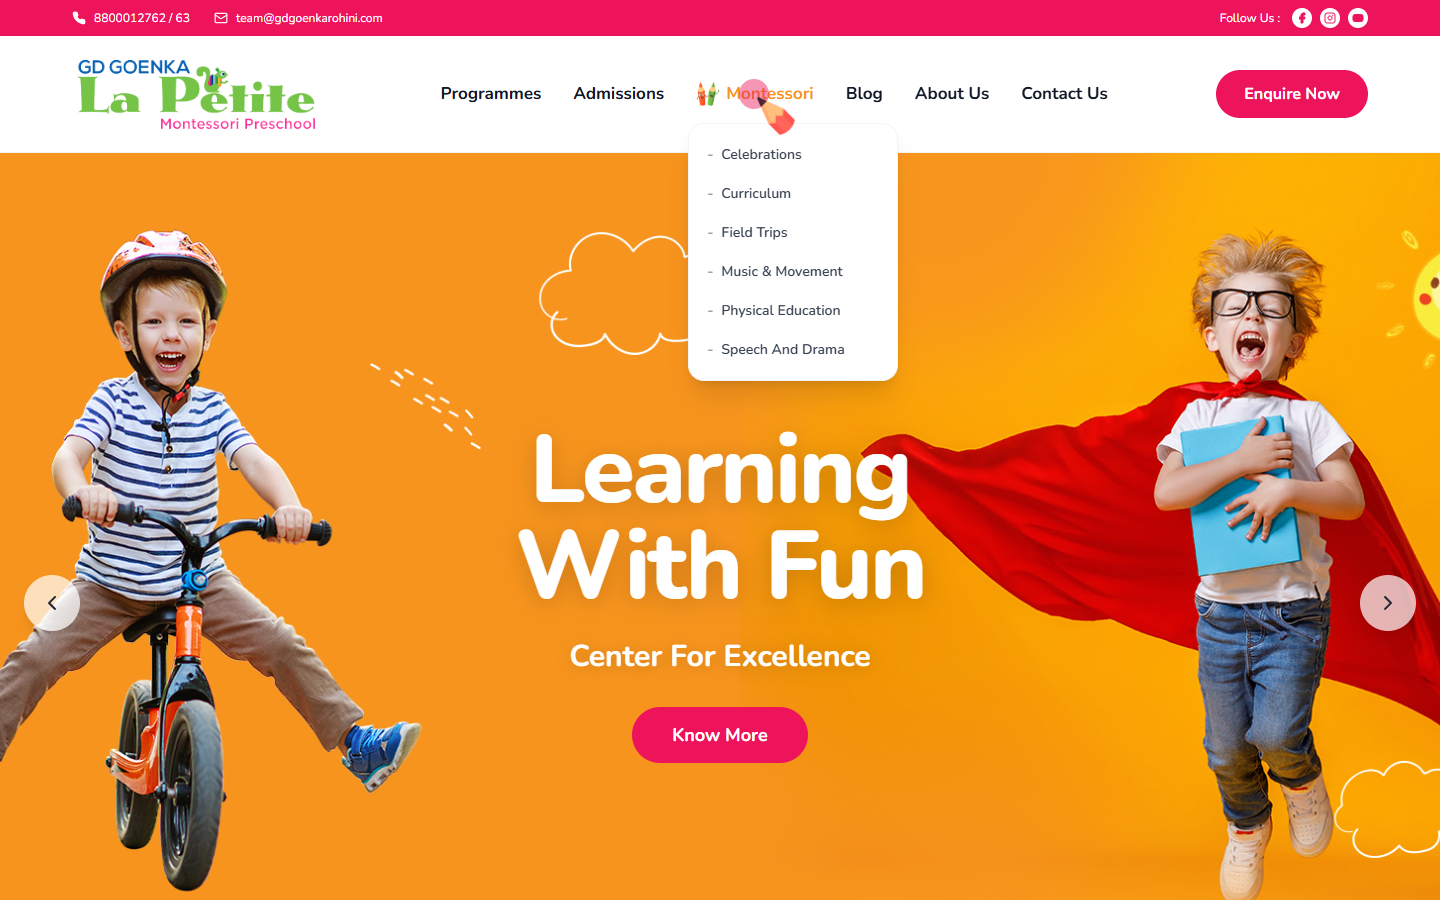 8800012762 / 63
team@gdgoenkarohini.com
Follow Us :
GD GOENKA
La Petite
Montessori Preschool
Programmes
Admissions
Montessori
Blog
About Us
Contact Us
Enquire Now
- Celebrations
- Curriculum
- Field Trips
- Music & Movement
- Physical Education
- Speech And Drama
Learning
With Fun
Center For Excellence
Know More